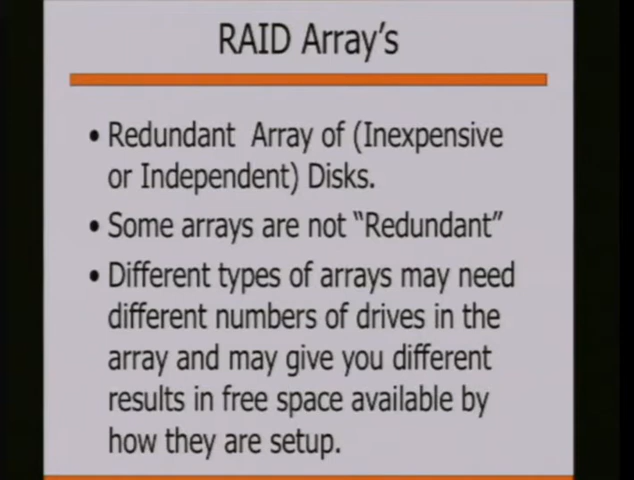 RAID Array's
• Redundant Array of (Inexpensive
or Independent) Disks.
• Some arrays are not “Redundant”
• Different types of arrays may need
different numbers of drives in the
array and may give you different
results in free space available by
how they are setup.